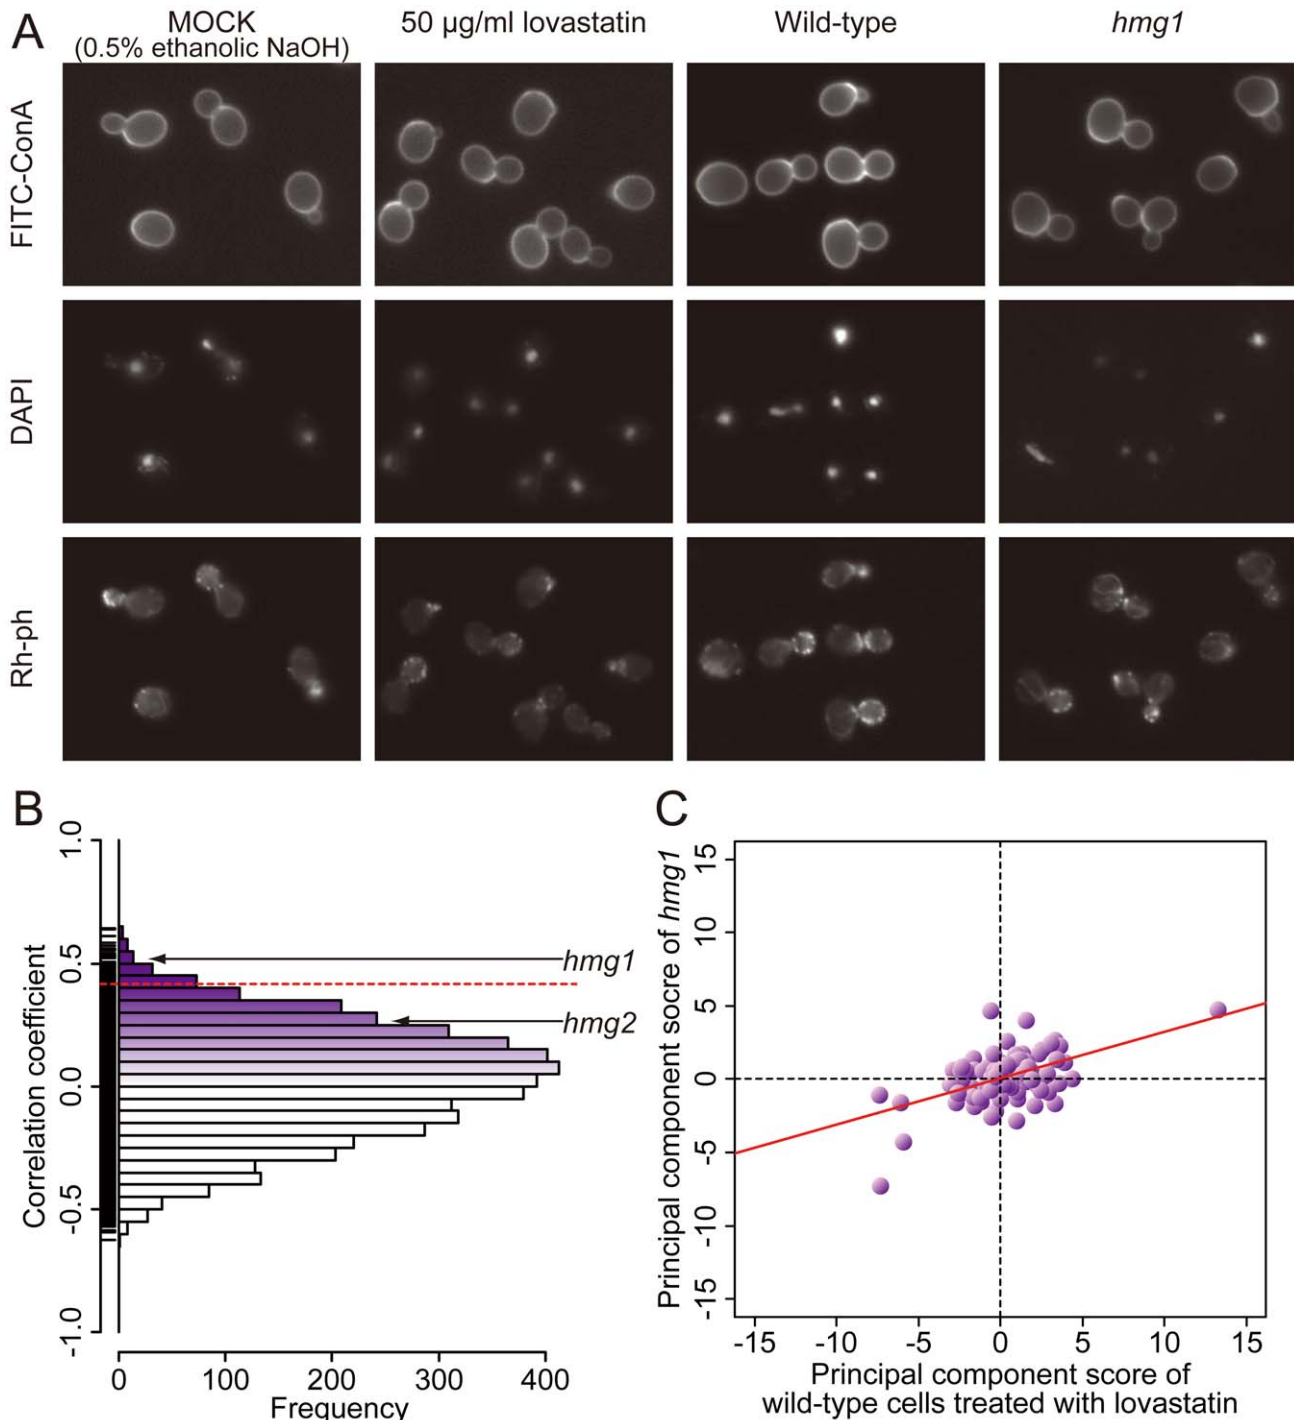 A
MOCK
(0.5% ethanolic NaOH)
50 µg/ml lovastatin
Wild-type
hmg1
FITC-ConA
DAPI
Rh-ph
B
Correlation coefficient
1.0
0.5
0.0
-0.5
-1.0
hmg1
hmg2
0
100
200
300
400
Frequency
C
Principal component socre of hmg1
15
10
5
0
-5
-10
-15
-15
-10
-5
0
5
10
15
Principal component score of
wild-type cells treated with lovastatin